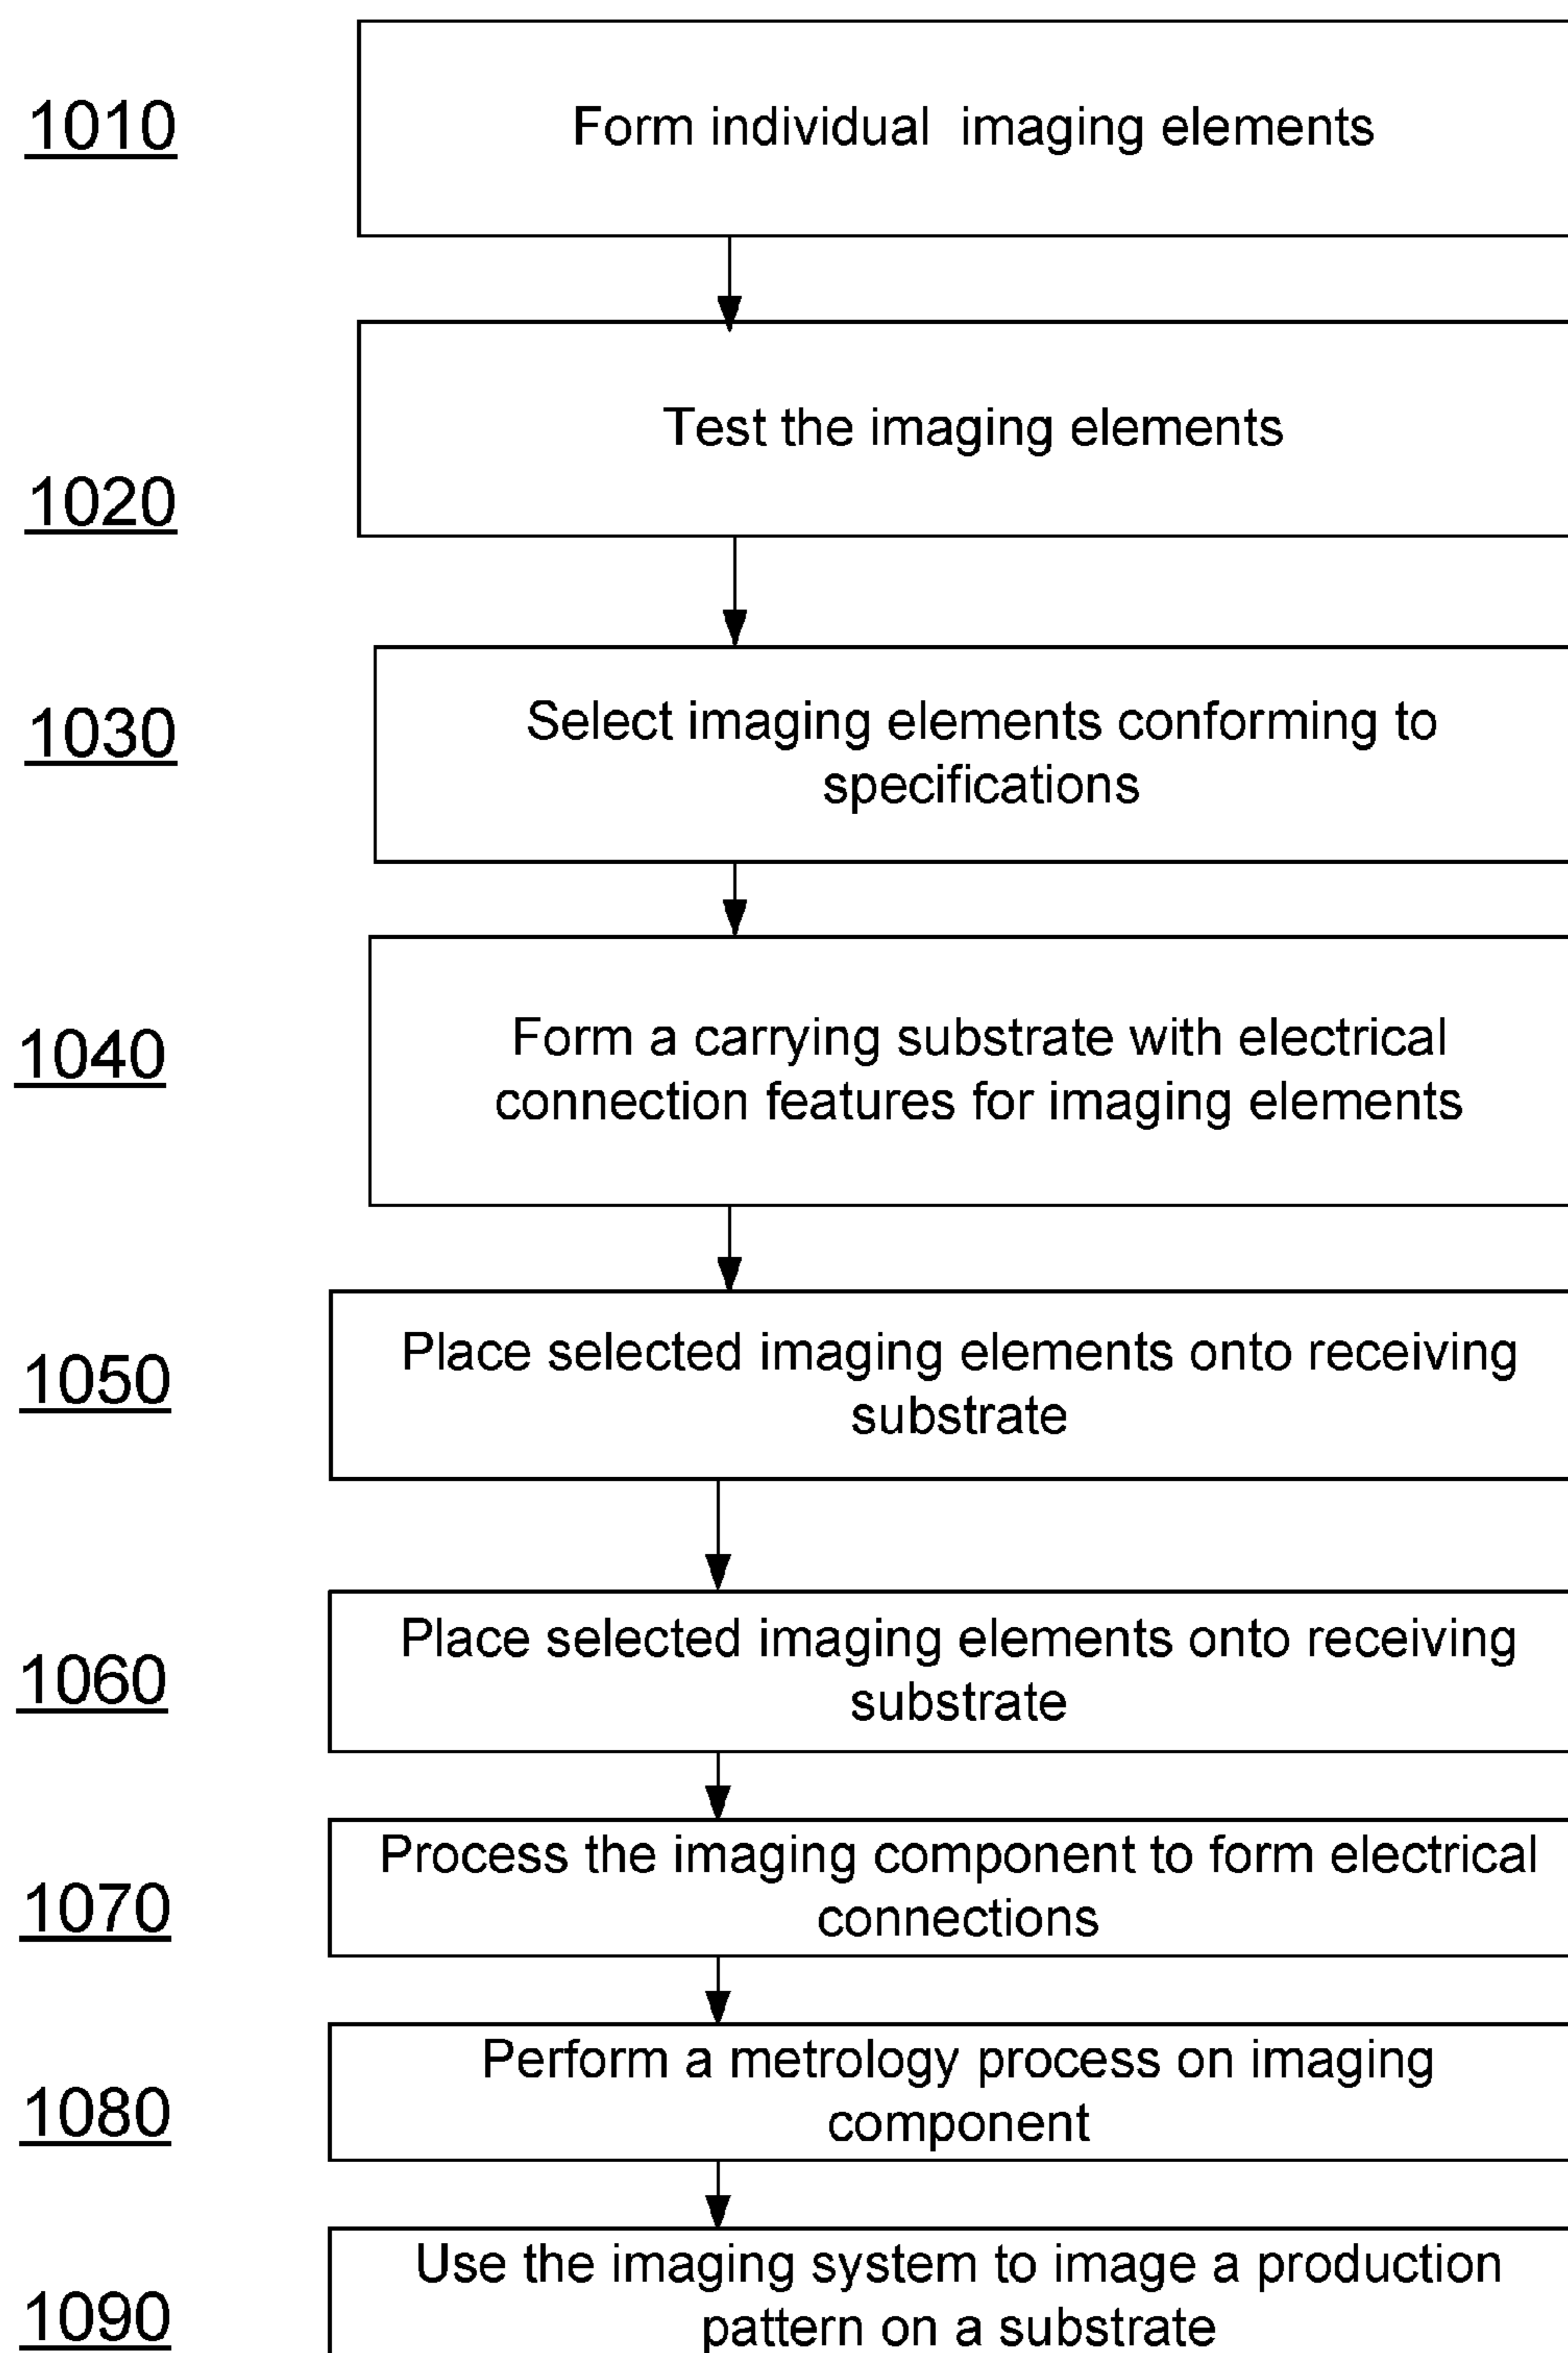 1010
Form individual  imaging elements
1020
Test the imaging elements
1030
Select imaging elements conforming to
specifications
1040
Form a carrying substrate with electrical
connection features for imaging elements
1050
Place selected imaging elements onto receiving
substrate
1060
Place selected imaging elements onto receiving
substrate
1070
Process the imaging component to form electrical
connections
1080
Perform a metrology process on imaging
component
1090
Use the imaging system to image a production
pattern on a substrate